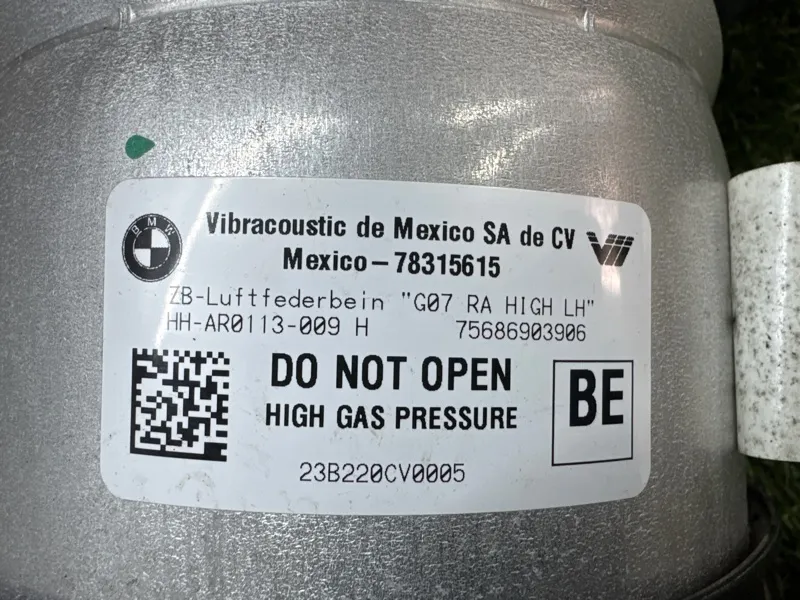 BMW
Vibracoustic de Mexico SA de CV
Mexico - 78315615
ZB-Luftfederbein "G07 RA HIGH LH"
HH-AR0113-009 H 75686903906
DO NOT OPEN
HIGH GAS PRESSURE
BE
23B220CV0005